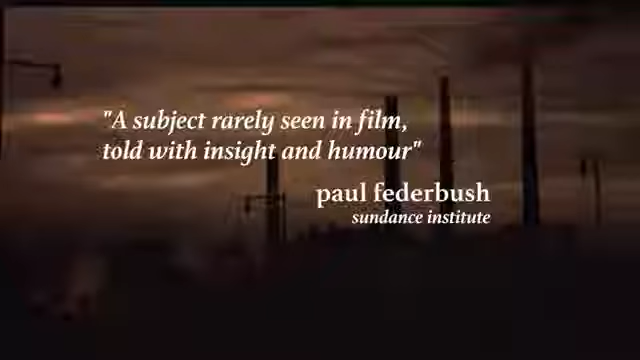 "A subject rarely seen in film,
told with insight and humour"
paul federbush
sundance institute